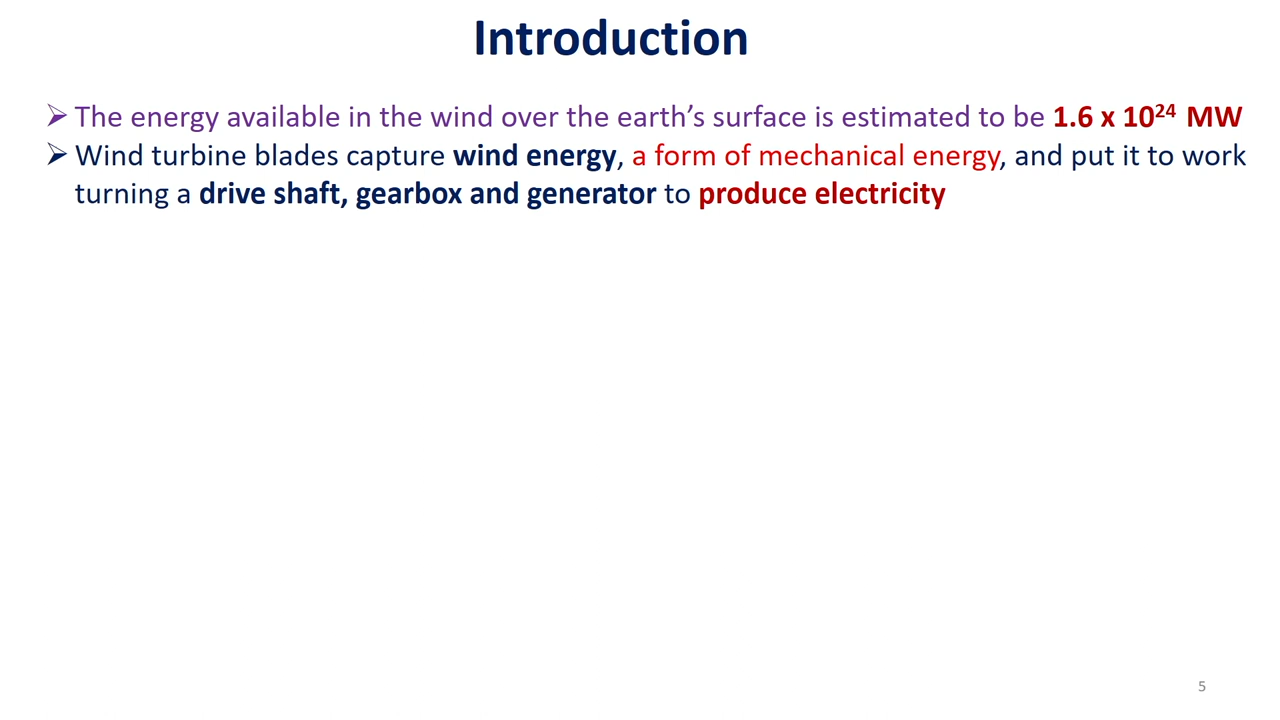 Introduction
➢ The energy available in the wind over the earth’s surface is estimated to be 1.6 x 10²⁴ MW
➢ Wind turbine blades capture wind energy, a form of mechanical energy, and put it to work
turning a drive shaft, gearbox and generator to produce electricity
5